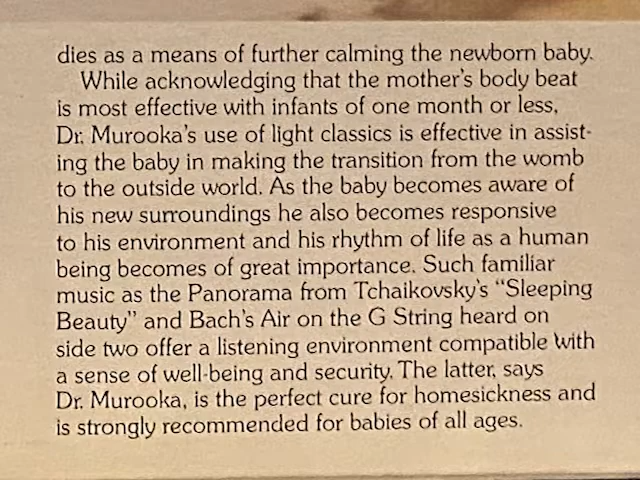 dies as a means of further calming the newborn baby.
While acknowledging that the mother's body beat
is most effective with infants of one month or less,
Dr. Murooka's use of light classics is effective in assist-
ing the baby in making the transition from the womb
to the outside world. As the baby becomes aware of
his new surroundings he also becomes responsive
to his environment and his rhythm of life as a human
being becomes of great importance. Such familiar
music as the Panorama from Tchaikovsky's "Sleeping
Beauty" and Bach's Air on the G String heard on
side two offer a listening environment compatible with
a sense of well-being and security. The latter, says
Dr. Murooka, is the perfect cure for homesickness and
is strongly recommended for babies of all ages.